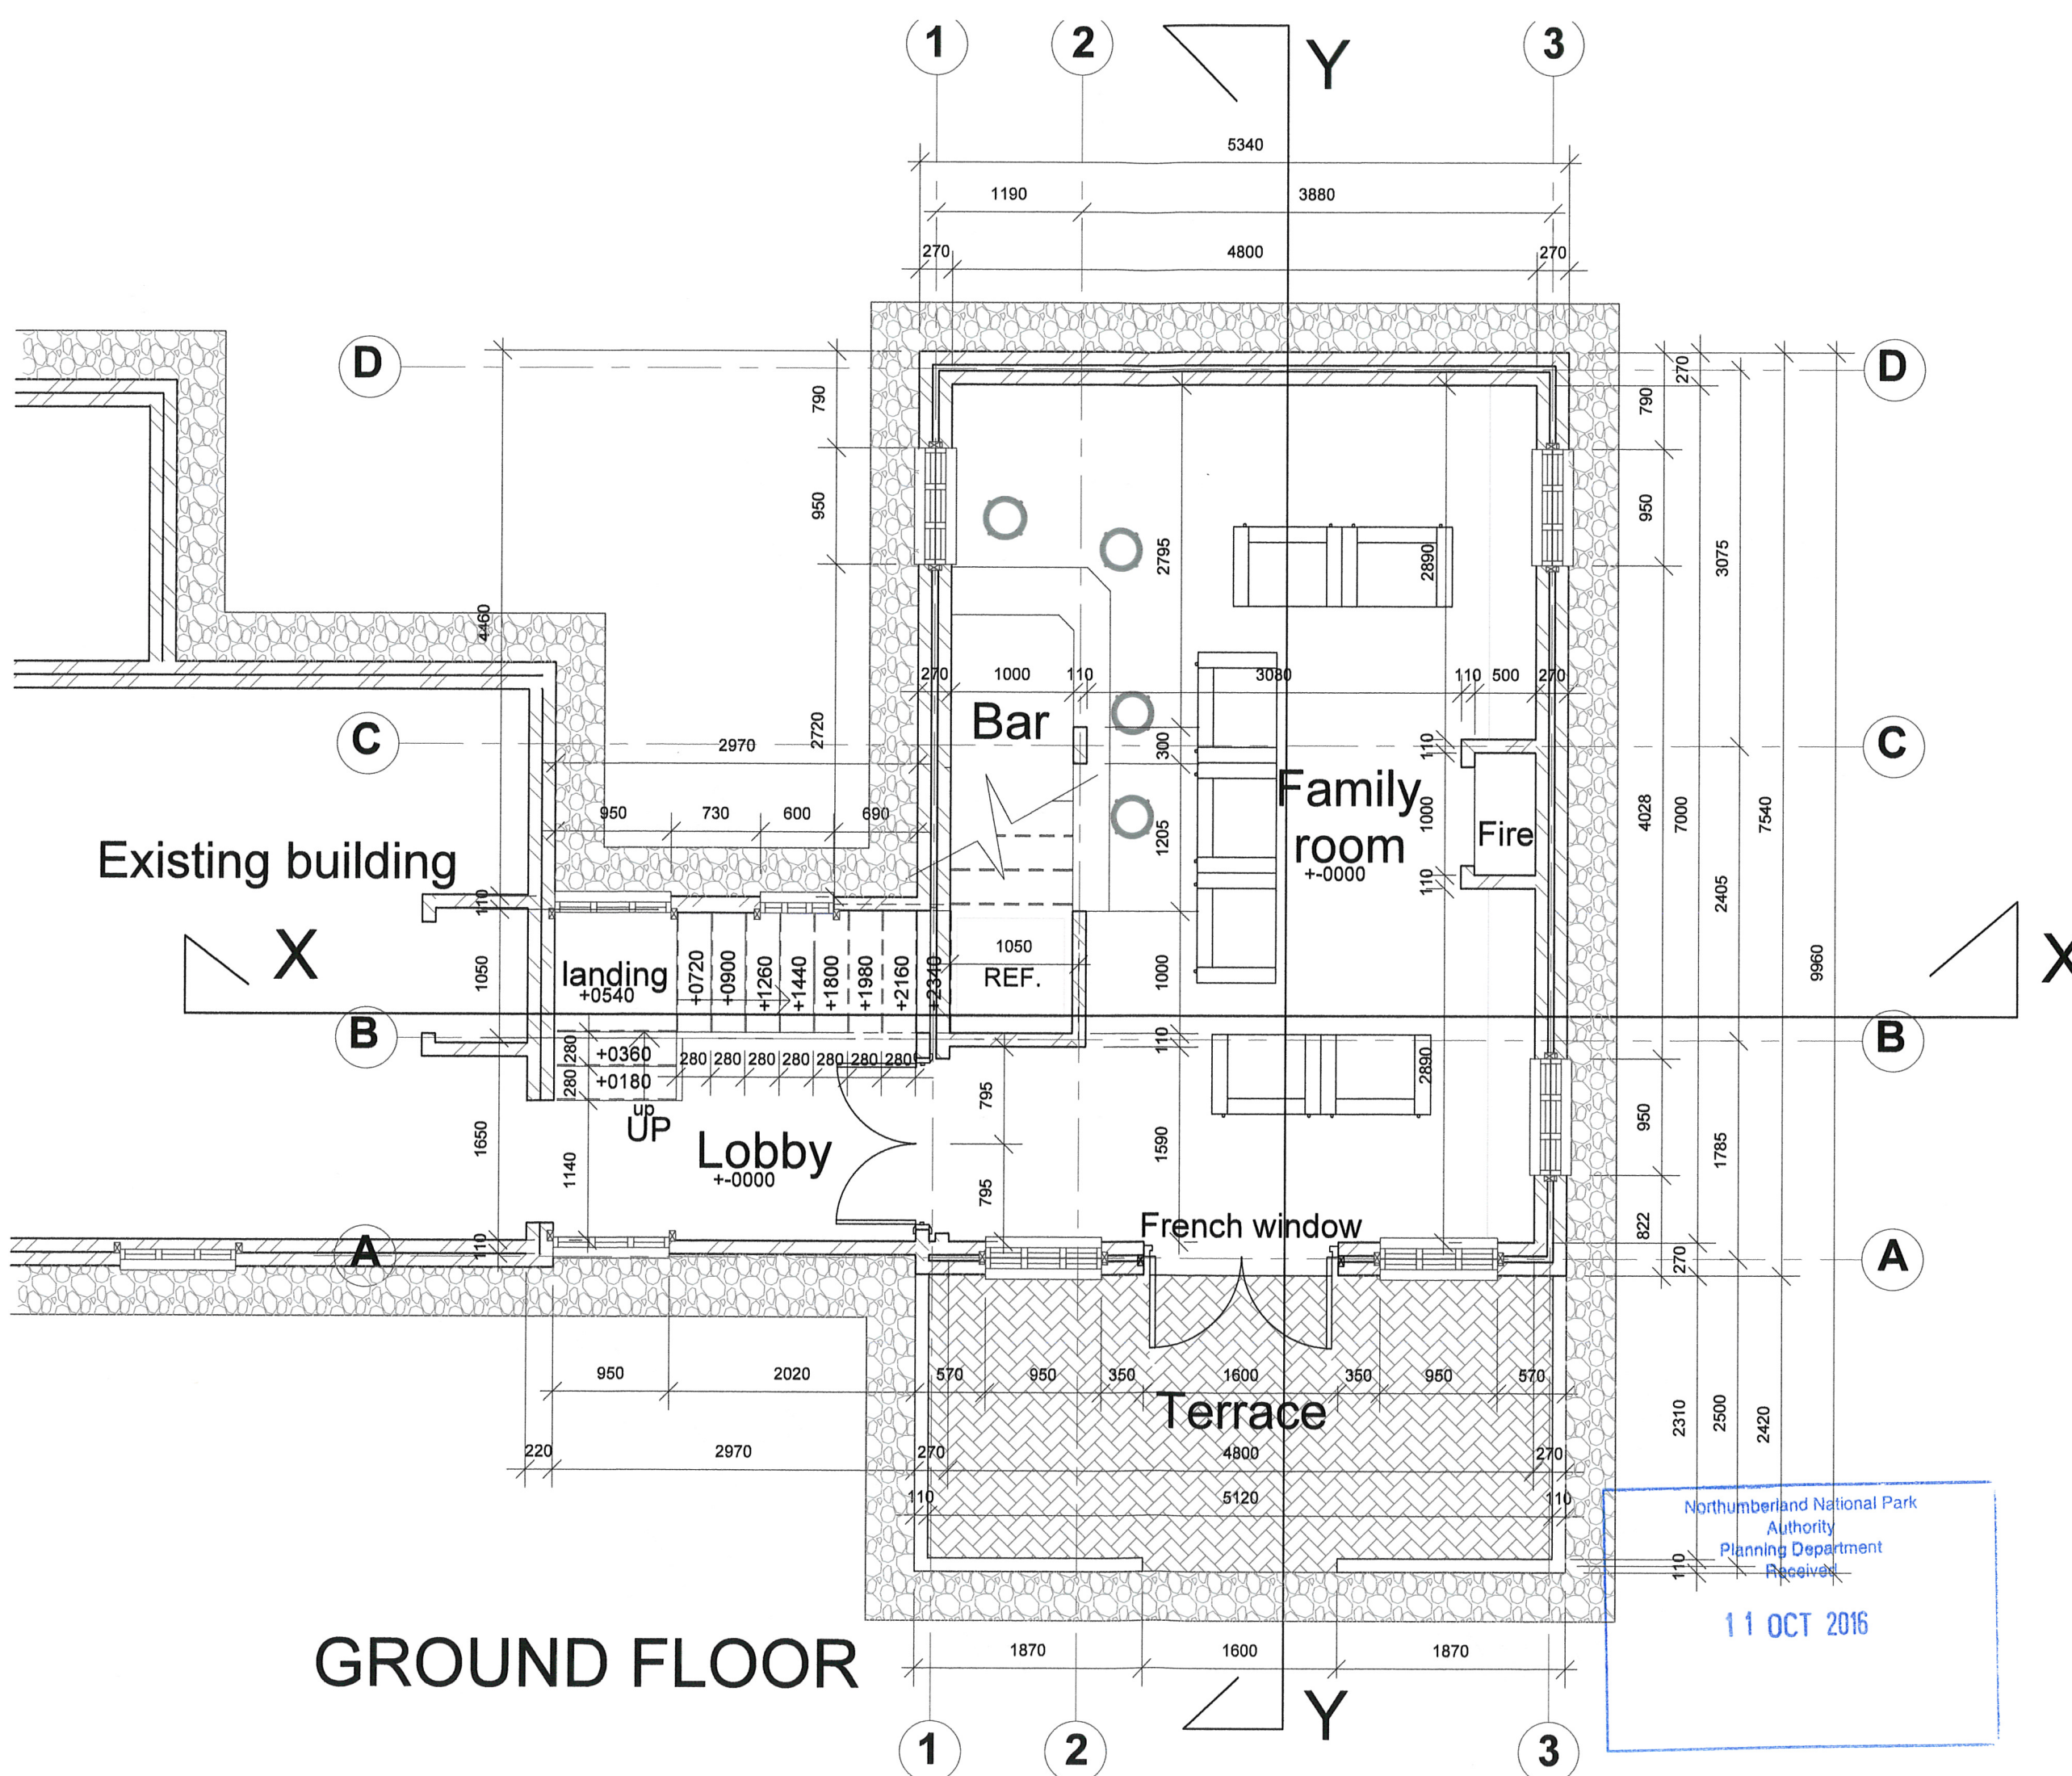 1 2 3
Y
5340
1190 3880
270 4800 270
D D
790 790 270
950 950
2795 2890 3075
4460
270 1000 110 3080 110 500 270
Bar
C C
2970 2720 300 110
950 730 600 690
1205 1000 4028 7000 7540
Family
room
+-0000
Fire
Existing building
110 110 2405
X X
1050
landing
+0540
+0720 +0900 +1260 +1440 +1800 +1980 +2160 +2340
1050
REF.
1000 9960
B B
280 +0360
280 +0180
280 280 280 280 280 280 280
110 2890
up
UP
795
1650
1140
Lobby
+-0000
1590 950 1785
795
French window
822
110 270
A A
950 2020 570 950 350 1600 350 950 570
Terrace
2310 2500 2420
220 2970 270 4800 270
110 5120 110
110
Northumberland National Park
Authority
Planning Department
Received
11 OCT 2016
GROUND FLOOR
1870 1600 1870
Y
1 2 3